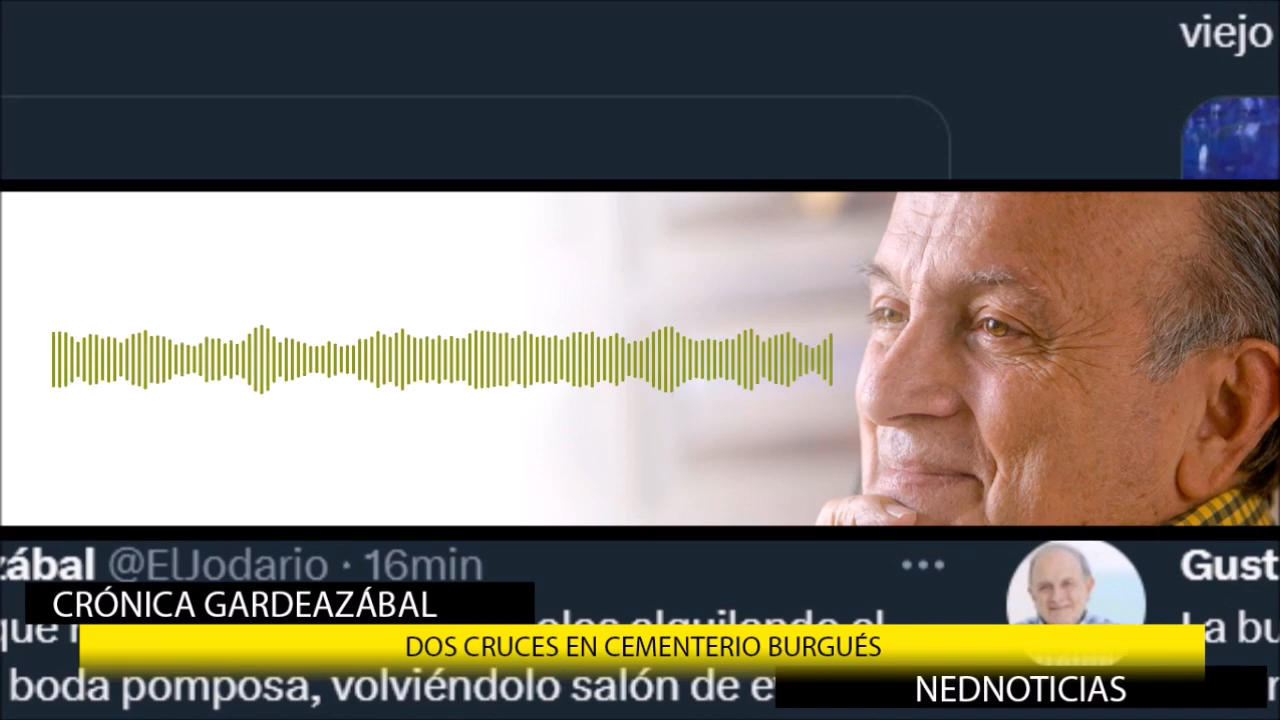 viejo
zábal @ElJodario · 16min
Gust
CRÓNICA GARDEAZÁBAL
que
alquilando el
La bu
DOS CRUCES EN CEMENTERIO BURGUÉS
boda pomposa, volviéndolo salón de e
NEDNOTICIAS